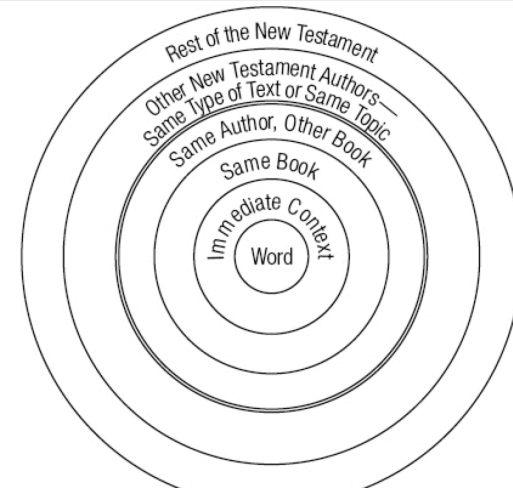 Rest of the New Testament
Other New Testament Authors—
Same Type of Text or Same Topic
Same Author, Other Book
Same Book
Immediate Context
Word